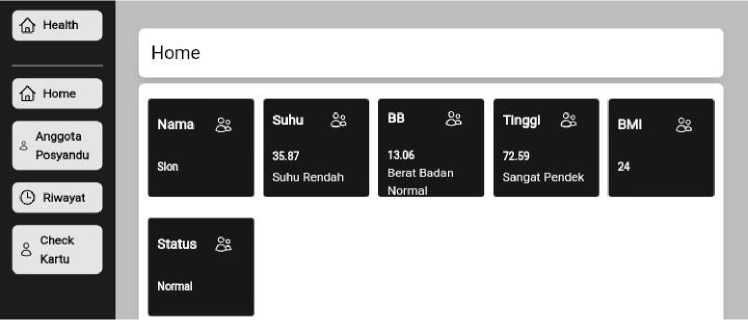 Health
Home
Anggota
Posyandu
Riwayat
Check
Kartu
Home
Nama
Sion
Suhu
35.87
Suhu Rendah
BB
13.06
Berat Badan
Normal
Tinggi
72.59
Sangat Pendek
BMI
24
Status
Normal